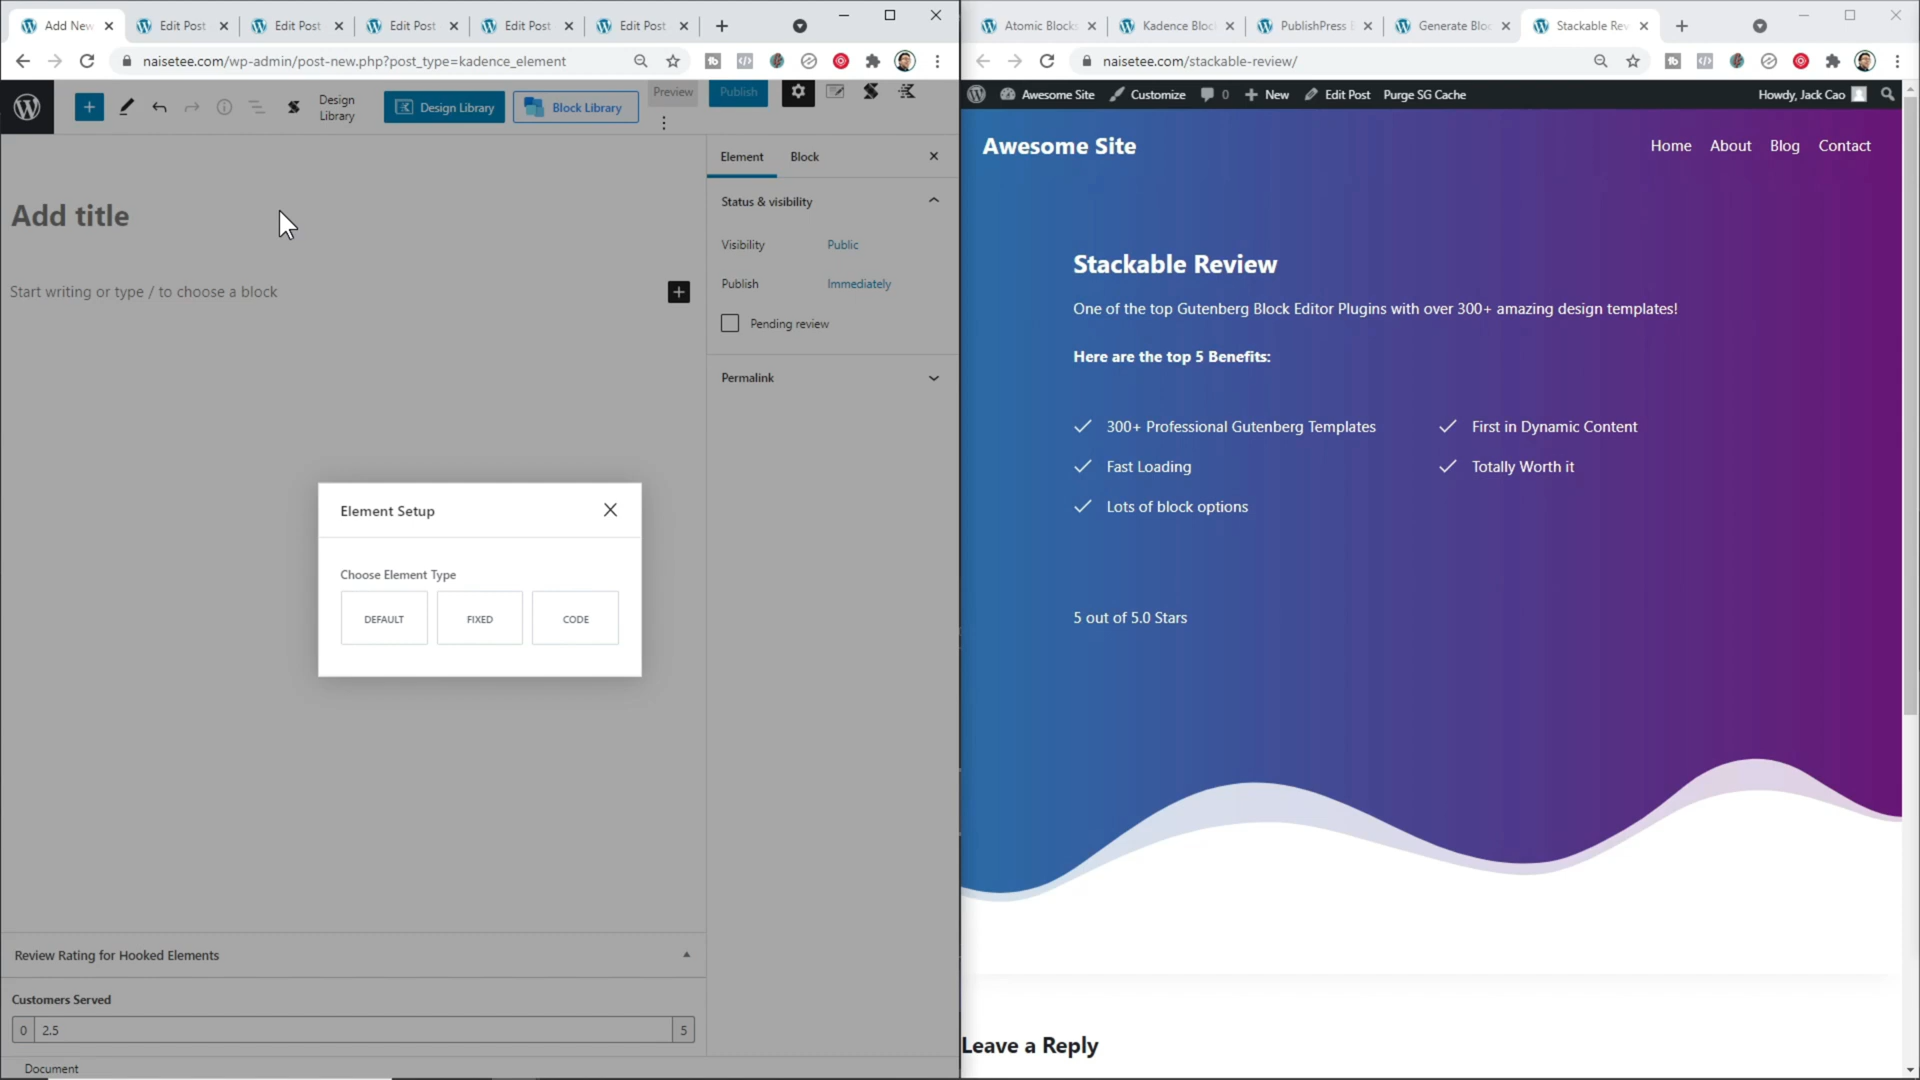 Add New
Edit Post
Edit Post
Edit Post
Edit Post
Edit Post
naisetee.com/wp-admin/post-new.php?post_type=kadence_element
Design
Library
Design Library
Block Library
Preview
Publish
Add title
Start writing or type / to choose a block
Element
Block
Status & visibility
Visibility
Public
Publish
Immediately
Pending review
Permalink
Element Setup
Choose Element Type
DEFAULT
FIXED
CODE
Review Rating for Hooked Elements
Customers Served
0
2.5
5
Document
Atomic Blocks
Kadence Bloc
PublishPress
Generate Bloc
Stackable Rev
naisetee.com/stackable-review/
Awesome Site
Customize
0
New
Edit Post
Purge SG Cache
Howdy, Jack Cao
Awesome Site
Home
About
Blog
Contact
Stackable Review
One of the top Gutenberg Block Editor Plugins with over 300+ amazing design templates!
Here are the top 5 Benefits:
300+ Professional Gutenberg Templates
Fast Loading
Lots of block options
First in Dynamic Content
Totally Worth it
5 out of 5.0 Stars
Leave a Reply